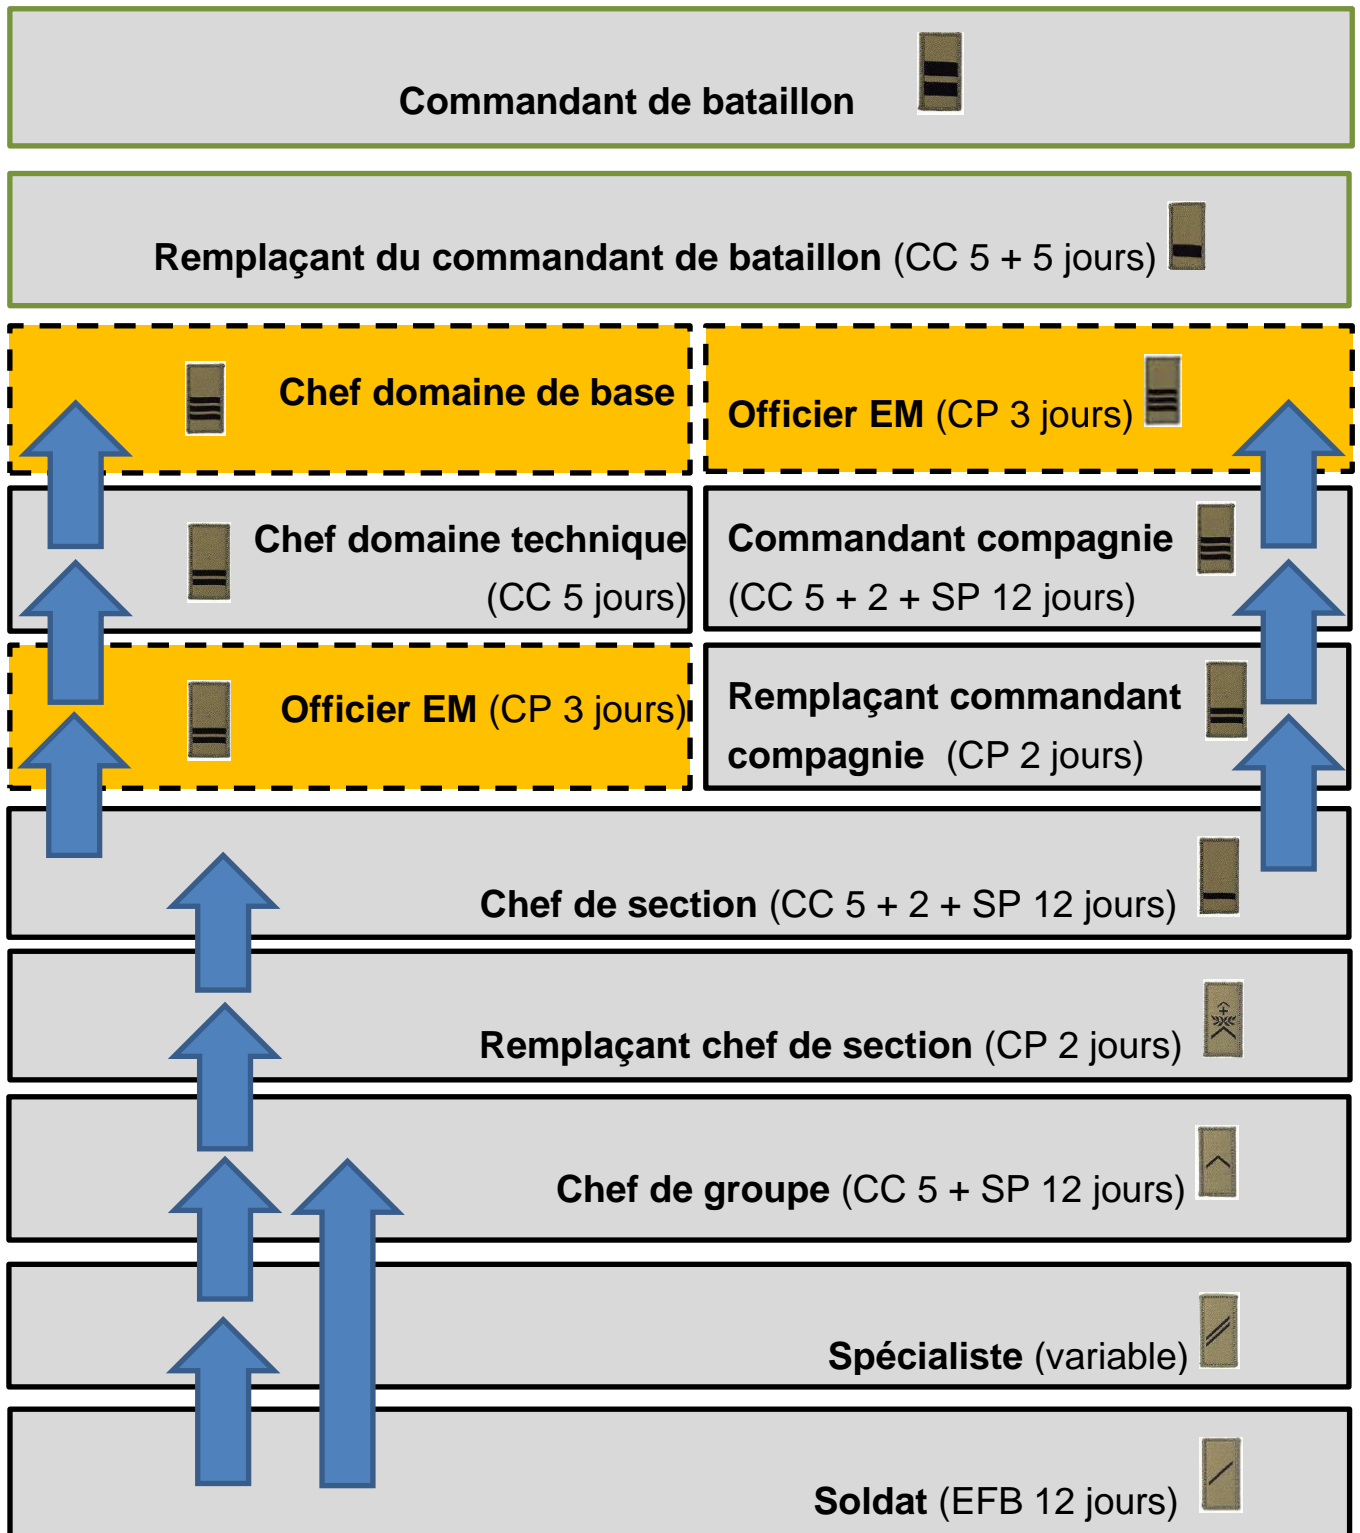 Commandant de bataillon
Remplaçant du commandant de bataillon (CC 5 + 5 jours)
Chef domaine de base
Officier EM (CP 3 jours)
Chef domaine technique
(CC 5 jours)
Commandant compagnie
(CC 5 + 2 + SP 12 jours)
Officier EM (CP 3 jours)
Remplaçant commandant
compagnie (CP 2 jours)
Chef de section (CC 5 + 2 + SP 12 jours)
Remplaçant chef de section (CP 2 jours)
Chef de groupe (CC 5 + SP 12 jours)
Spécialiste (variable)
Soldat (EFB 12 jours)